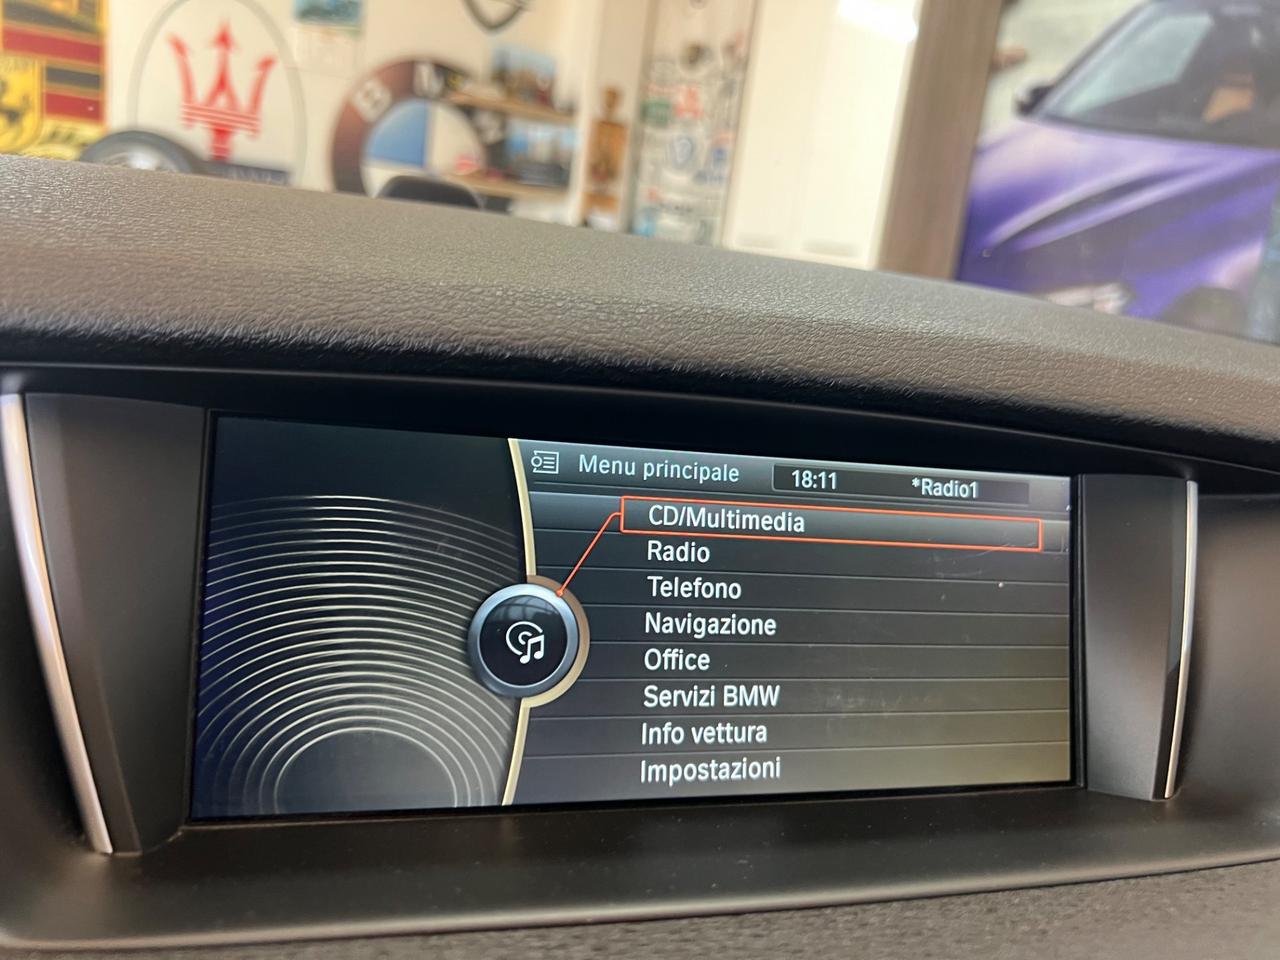 B M
Menu principale 18:11 *Radio1
CD/Multimedia
Radio
Telefono
Navigazione
Office
Servizi BMW
Info vettura
Impostazioni